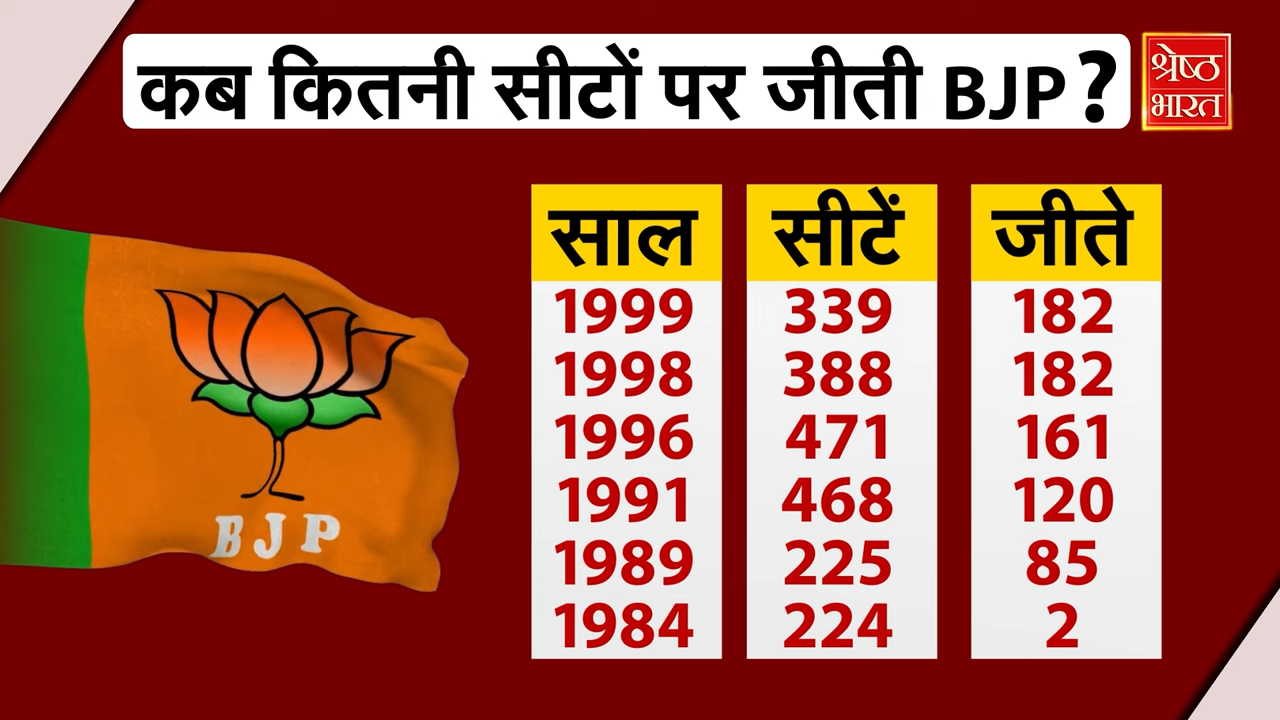 कब कितनी सीटों पर जीती BJP?
श्रेष्ठ
भारत
साल सीटें जीते
1999 339 182
1998 388 182
1996 471 161
1991 468 120
1989 225 85
1984 224 2
BJP